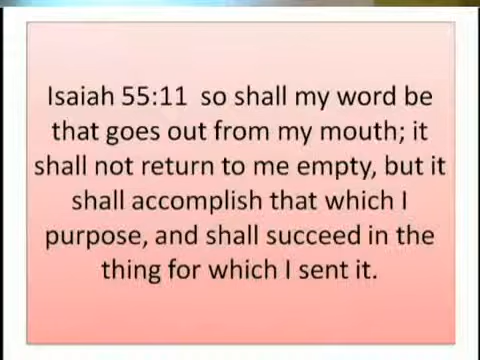 Isaiah 55:11  so shall my word be
that goes out from my mouth; it
shall not return to me empty, but it
shall accomplish that which I
purpose, and shall succeed in the
thing for which I sent it.